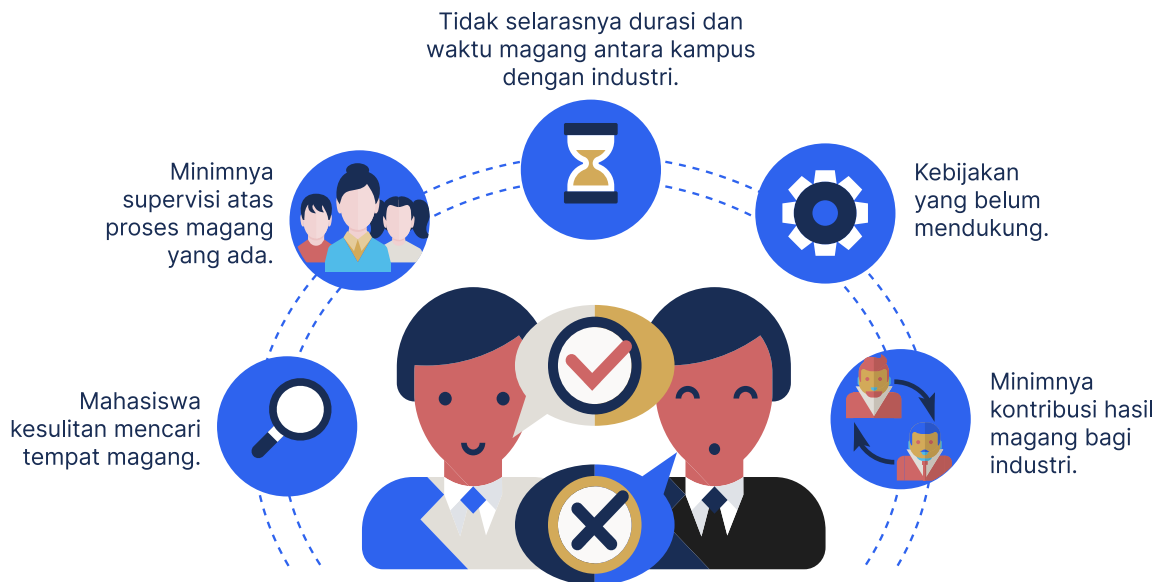 Tidak selarasnya durasi dan
waktu magang antara kampus
dengan industri.
Minimnya
supervisi atas
proses magang
yang ada.
Kebijakan
yang belum
mendukung.
Mahasiswa
kesulitan mencari
tempat magang.
Minimnya
kontribusi hasil
magang bagi
industri.